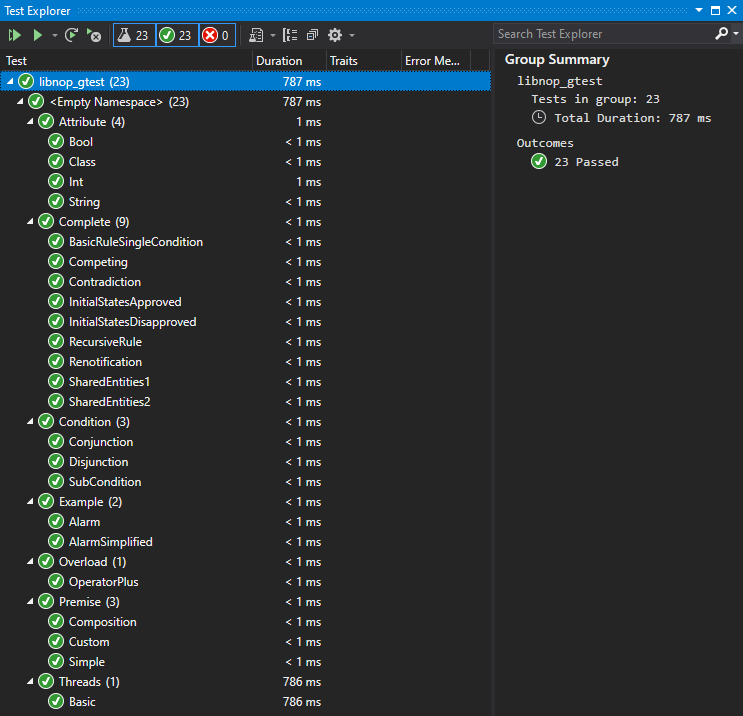 Test Explorer
23 23 0
Search Test Explorer
Test Duration Traits Error Me...
libnop_gtest (23) 787 ms
<Empty Namespace> (23) 787 ms
Attribute (4) 1 ms
Bool < 1 ms
Class < 1 ms
Int 1 ms
String < 1 ms
Complete (9) < 1 ms
BasicRuleSingleCondition < 1 ms
Competing < 1 ms
Contradiction < 1 ms
InitialStatesApproved < 1 ms
InitialStatesDisapproved < 1 ms
RecursiveRule < 1 ms
Renotification < 1 ms
SharedEntities1 < 1 ms
SharedEntities2 < 1 ms
Condition (3) < 1 ms
Conjunction < 1 ms
Disjunction < 1 ms
SubCondition < 1 ms
Example (2) < 1 ms
Alarm < 1 ms
AlarmSimplified < 1 ms
Overload (1) < 1 ms
OperatorPlus < 1 ms
Premise (3) < 1 ms
Composition < 1 ms
Custom < 1 ms
Simple < 1 ms
Threads (1) 786 ms
Basic 786 ms
Group Summary
libnop_gtest
Tests in group: 23
Total Duration: 787 ms
Outcomes
23 Passed